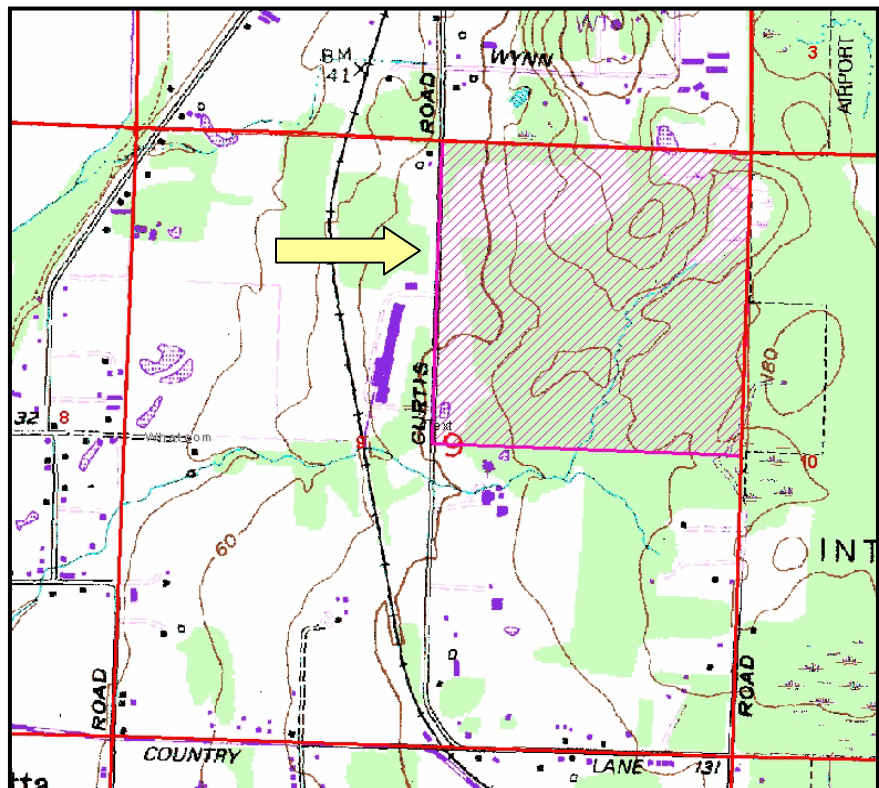 WT
3
AIRPORT
BM
41
WYNN
ROAD
CURTIS
Text
32
8
Whatcom
9
9
10
80
60
INT
ROAD
ROAD
COUNTRY
LANE
131
tta